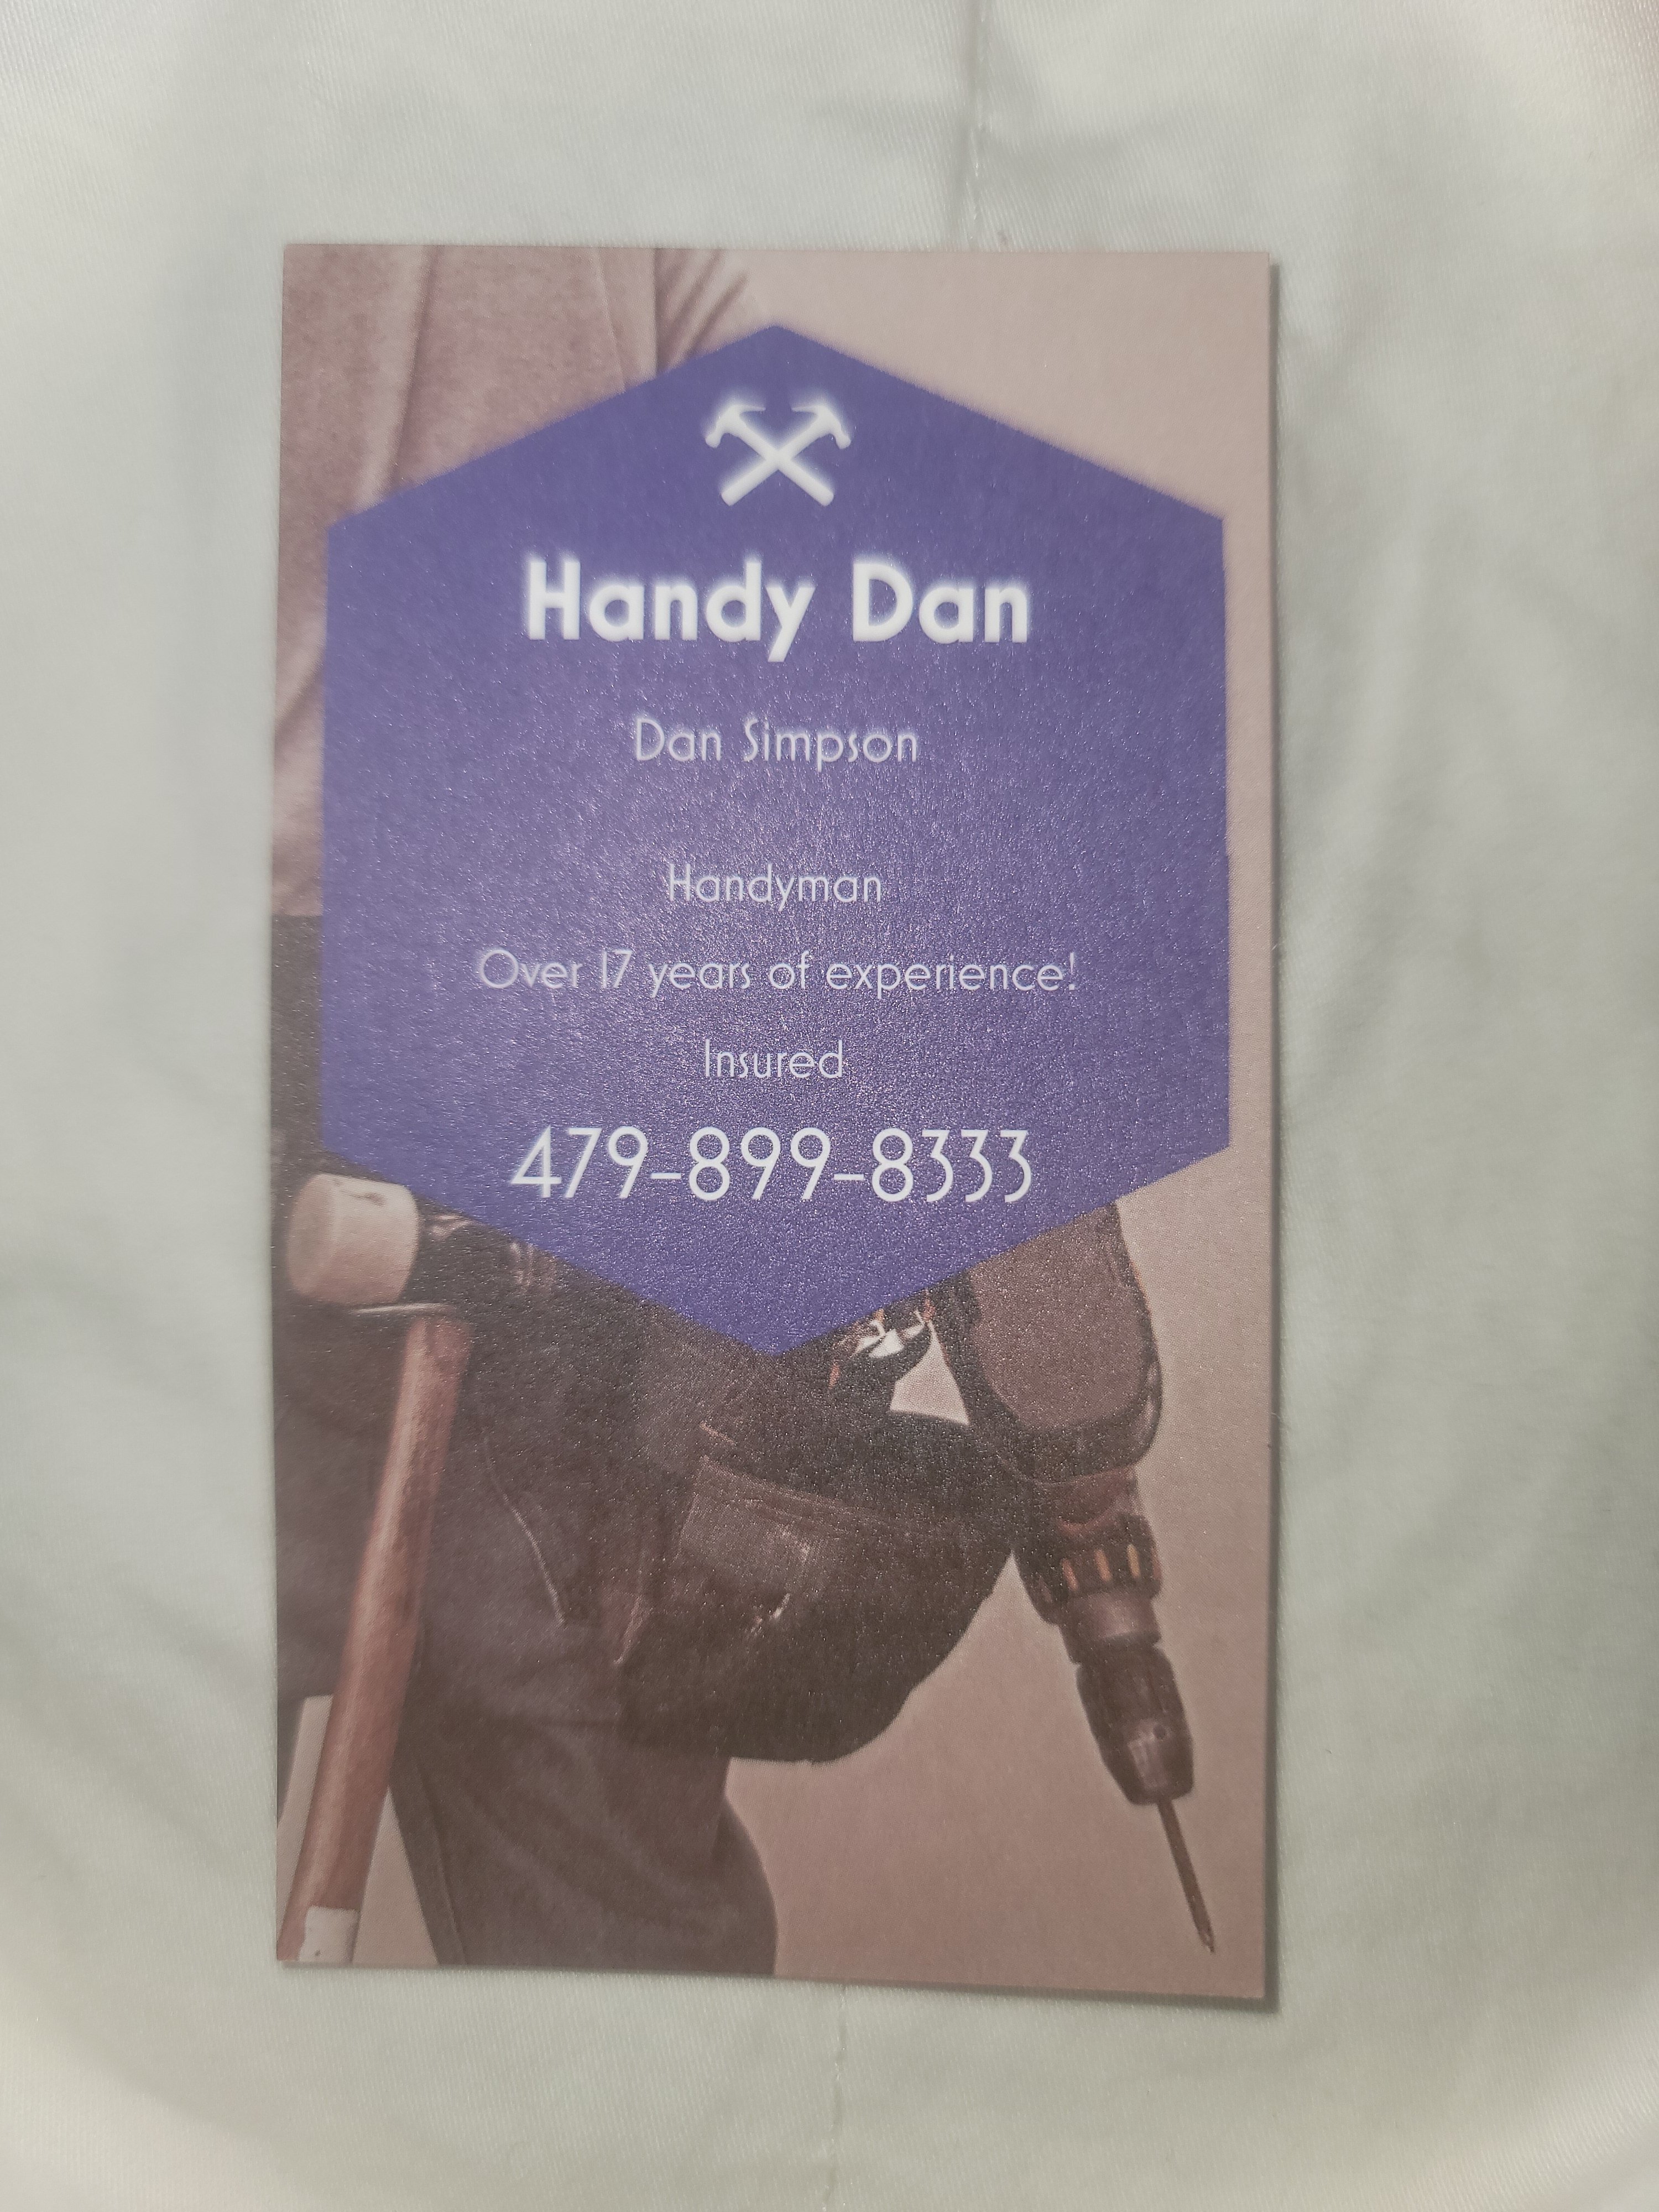 Handy Dan
Dan Simpson
Handyman
Over 17 years of experience!
Insured
479-899-8333